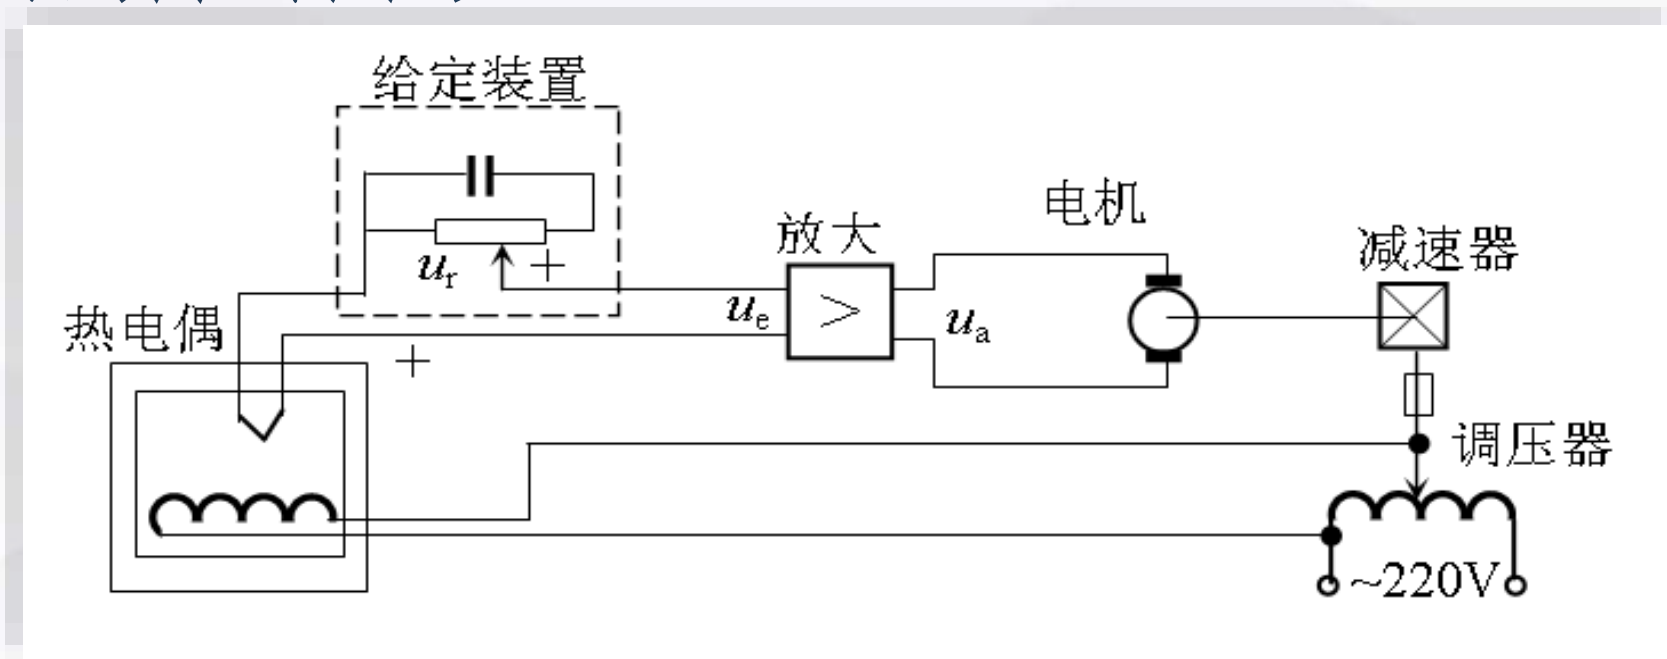 给定装置
电机
放大
减速器
u_r
+
u_e
>
u_a
热电偶
+
调压器
~220V